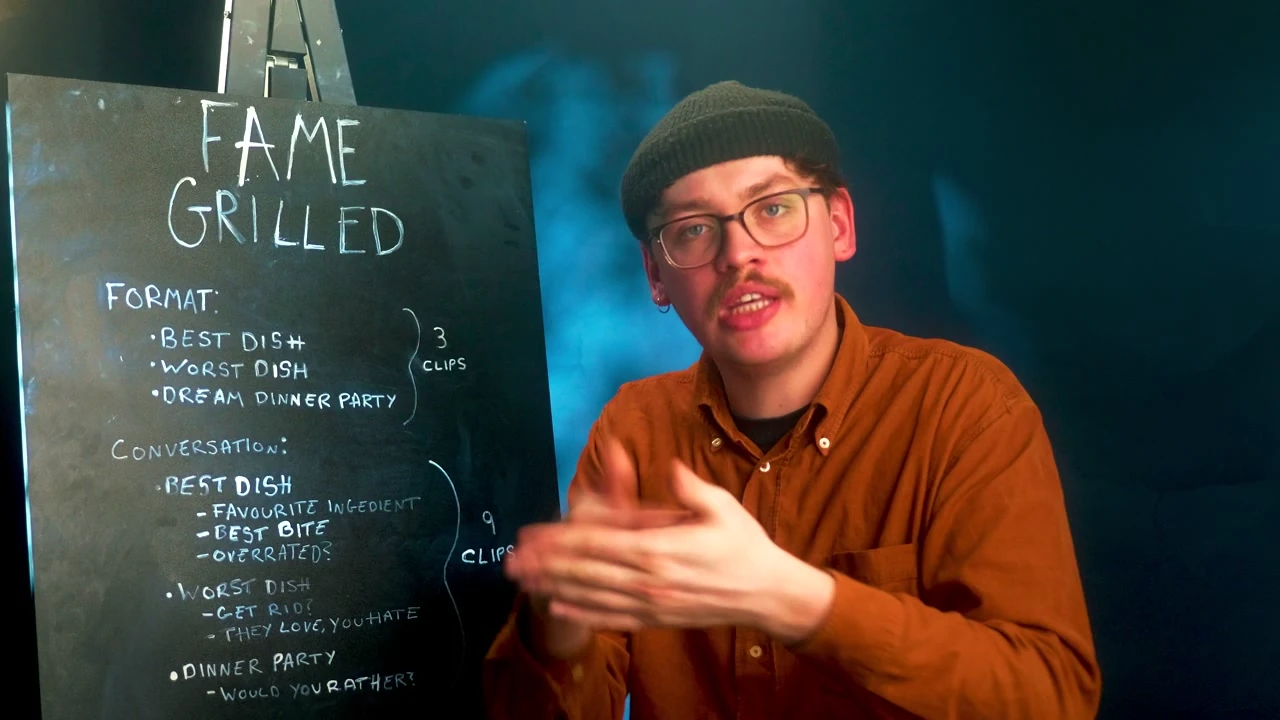 FAME
GRILLED
FORMAT:
•BEST DISH
•WORST DISH
•DREAM DINNER PARTY
3
CLIPS
CONVERSATION:
•BEST DISH
-FAVOURITE INGEDIENT
-BEST BITE
-OVERRATED?
9
CLIPS
•WORST DISH
-GET RID?
-THEY LOVE, YOU HATE
•DINNER PARTY
-WOULD YOU RATHER?